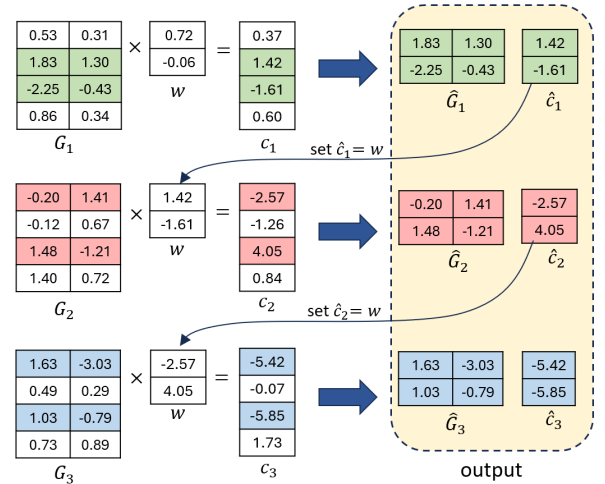 0.53 0.31 × 0.72 = 0.37
1.83 1.30 -0.06 1.42 1.83 1.30 1.42
-2.25 -0.43 w -1.61 -2.25 -0.43 -1.61
0.86 0.34 0.60
G₁ c₁ Ĝ₁ ĉ₁
set ĉ₁= w
-0.20 1.41 × 1.42 = -2.57 -0.20 1.41 -2.57
-0.12 0.67 -1.61 -1.26 1.48 -1.21 4.05
1.48 -1.21 w 4.05
1.40 0.72 0.84
G₂ c₂ Ĝ₂ ĉ₂
set ĉ₂= w
1.63 -3.03 × -2.57 = -5.42 1.63 -3.03 -5.42
0.49 0.29 4.05 -0.07 1.03 -0.79 -5.85
1.03 -0.79 w -5.85
0.73 0.89 1.73
G₃ c₃ Ĝ₃ ĉ₃
output